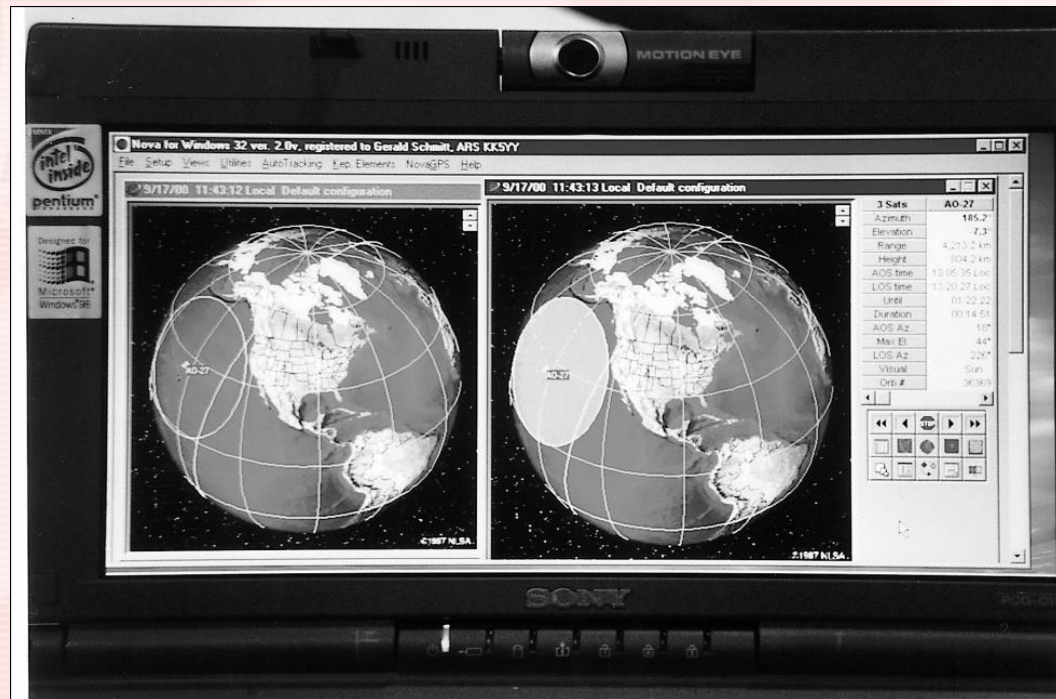 MOTION EYE
MMX
intel
inside
pentium
Designed for
Microsoft
Windows 98
Nova for Windows 32 ver. 2.0v, registered to Gerald Schmitt, ARS KK5YY
File Setup Views Utilities AutoTracking Kep Elements NovaGPS Help
9/17/00 11:43:12 Local Default configuration
AO-27
©1997 NLSA
9/17/00 11:43:13 Local Default configuration
AO-27
©1997 NLSA
3 Sats AO-27
Azimuth 185.2°
Elevation -7.3°
Range 4,213.2 km
Height 804.2 km
AOS time 13:05:35 Loc
LOS time 13:20:27 Loc
Until 01:22:22
Duration 00:14:51
AOS Az 18°
Max El 44°
LOS Az 226°
Visual Sun
Orb # 36369
SONY